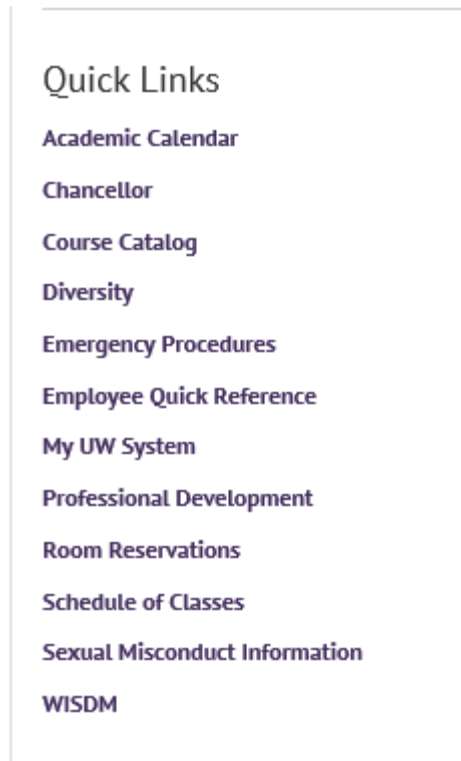 Quick Links
Academic Calendar
Chancellor
Course Catalog
Diversity
Emergency Procedures
Employee Quick Reference
My UW System
Professional Development
Room Reservations
Schedule of Classes
Sexual Misconduct Information
WISDM